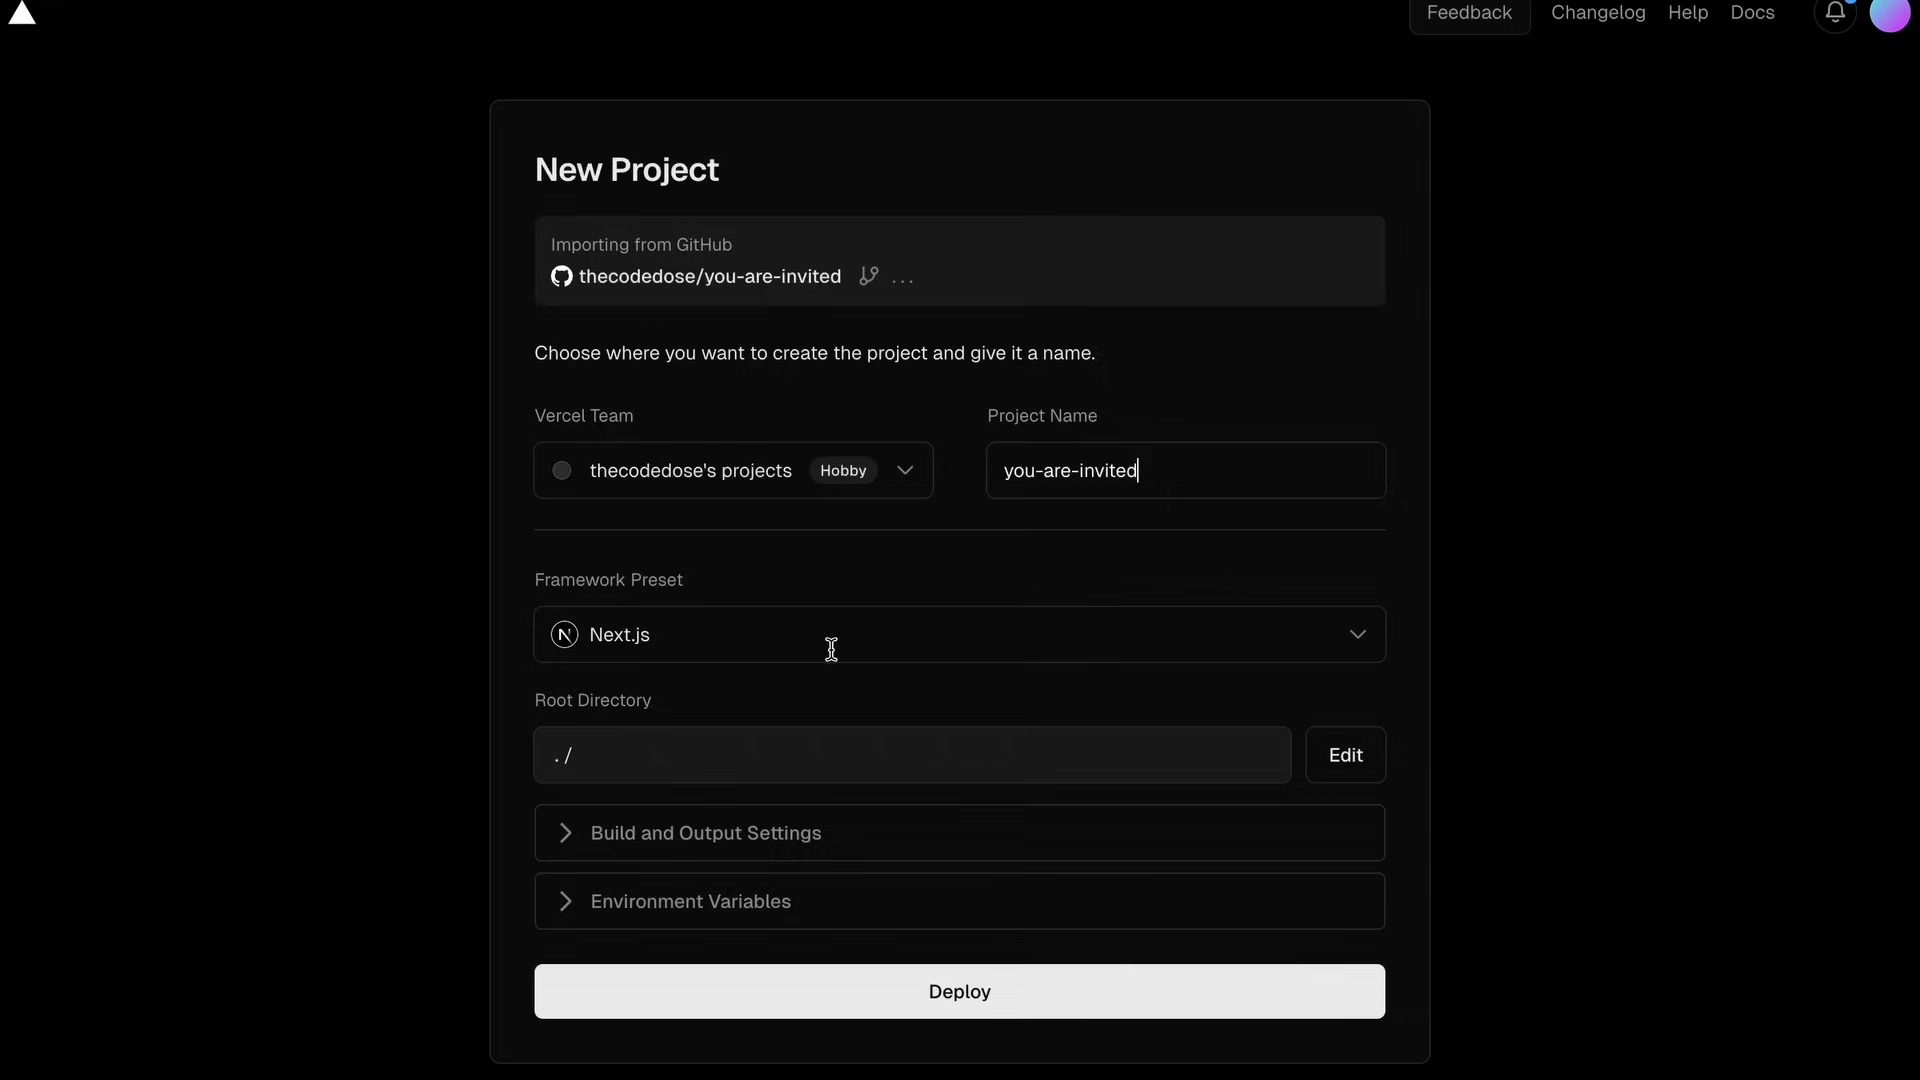 Feedback Changelog Help Docs
New Project
Importing from GitHub
thecodedose/you-are-invited ...
Choose where you want to create the project and give it a name.
Vercel Team Project Name
thecodedose's projects Hobby you-are-invited
Framework Preset
Next.js
Root Directory
./ Edit
Build and Output Settings
Environment Variables
Deploy